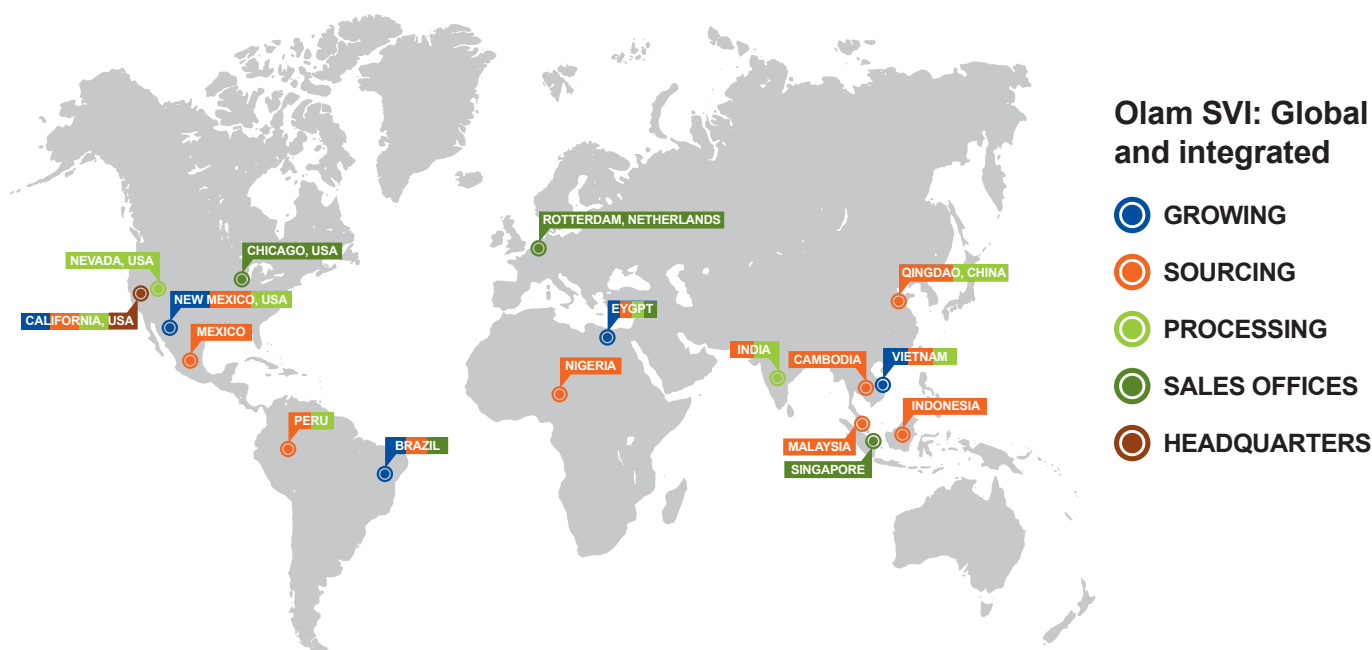 Olam SVI: Global
and integrated
GROWING
SOURCING
PROCESSING
SALES OFFICES
HEADQUARTERS
ROTTERDAM, NETHERLANDS
CHICAGO, USA
NEVADA, USA
QINGDAO, CHINA
NEW MEXICO, USA
EYGPT
CALIFORNIA, USA
MEXICO
INDIA
CAMBODIA
VIETNAM
NIGERIA
INDONESIA
PERU
BRAZIL
MALAYSIA
SINGAPORE